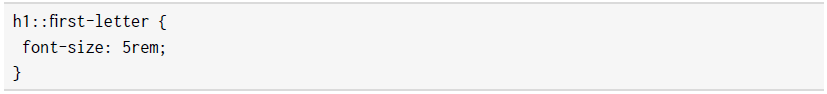 h1::first-letter {
 font-size: 5rem;
}